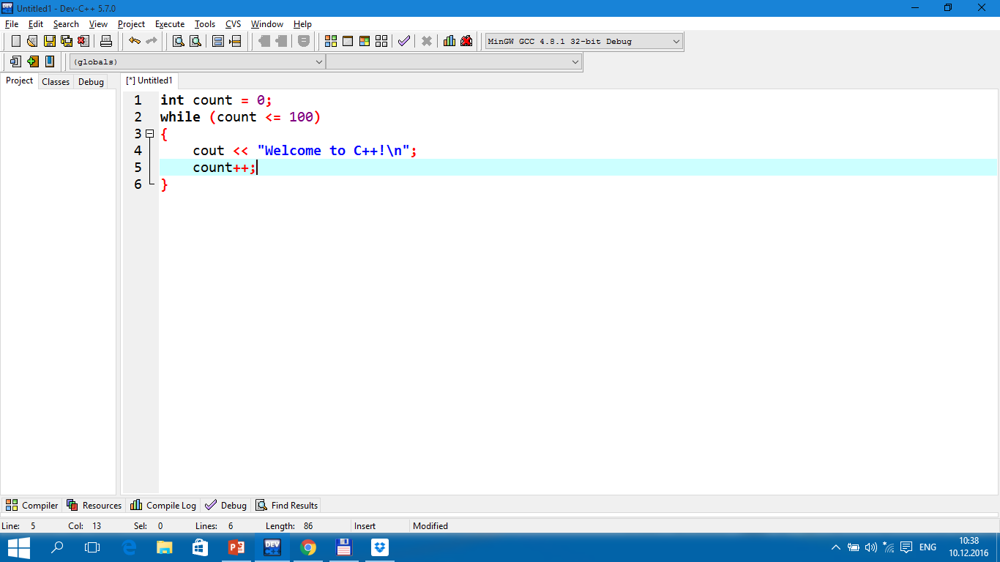 Untitled1 - Dev-C++ 5.7.0
File Edit Search View Project Execute Tools CVS Window Help
MinGW GCC 4.8.1 32-bit Debug
(globals)
Project Classes Debug [*] Untitled1
1 int count = 0;
2 while (count <= 100)
3 {
4 cout << "Welcome to C++!\n";
5 count++;
6 }
Compiler Resources Compile Log Debug Find Results
Line: 5 Col: 13 Sel: 0 Lines: 6 Length: 86 Insert Modified
ENG 10:38
10.12.2016